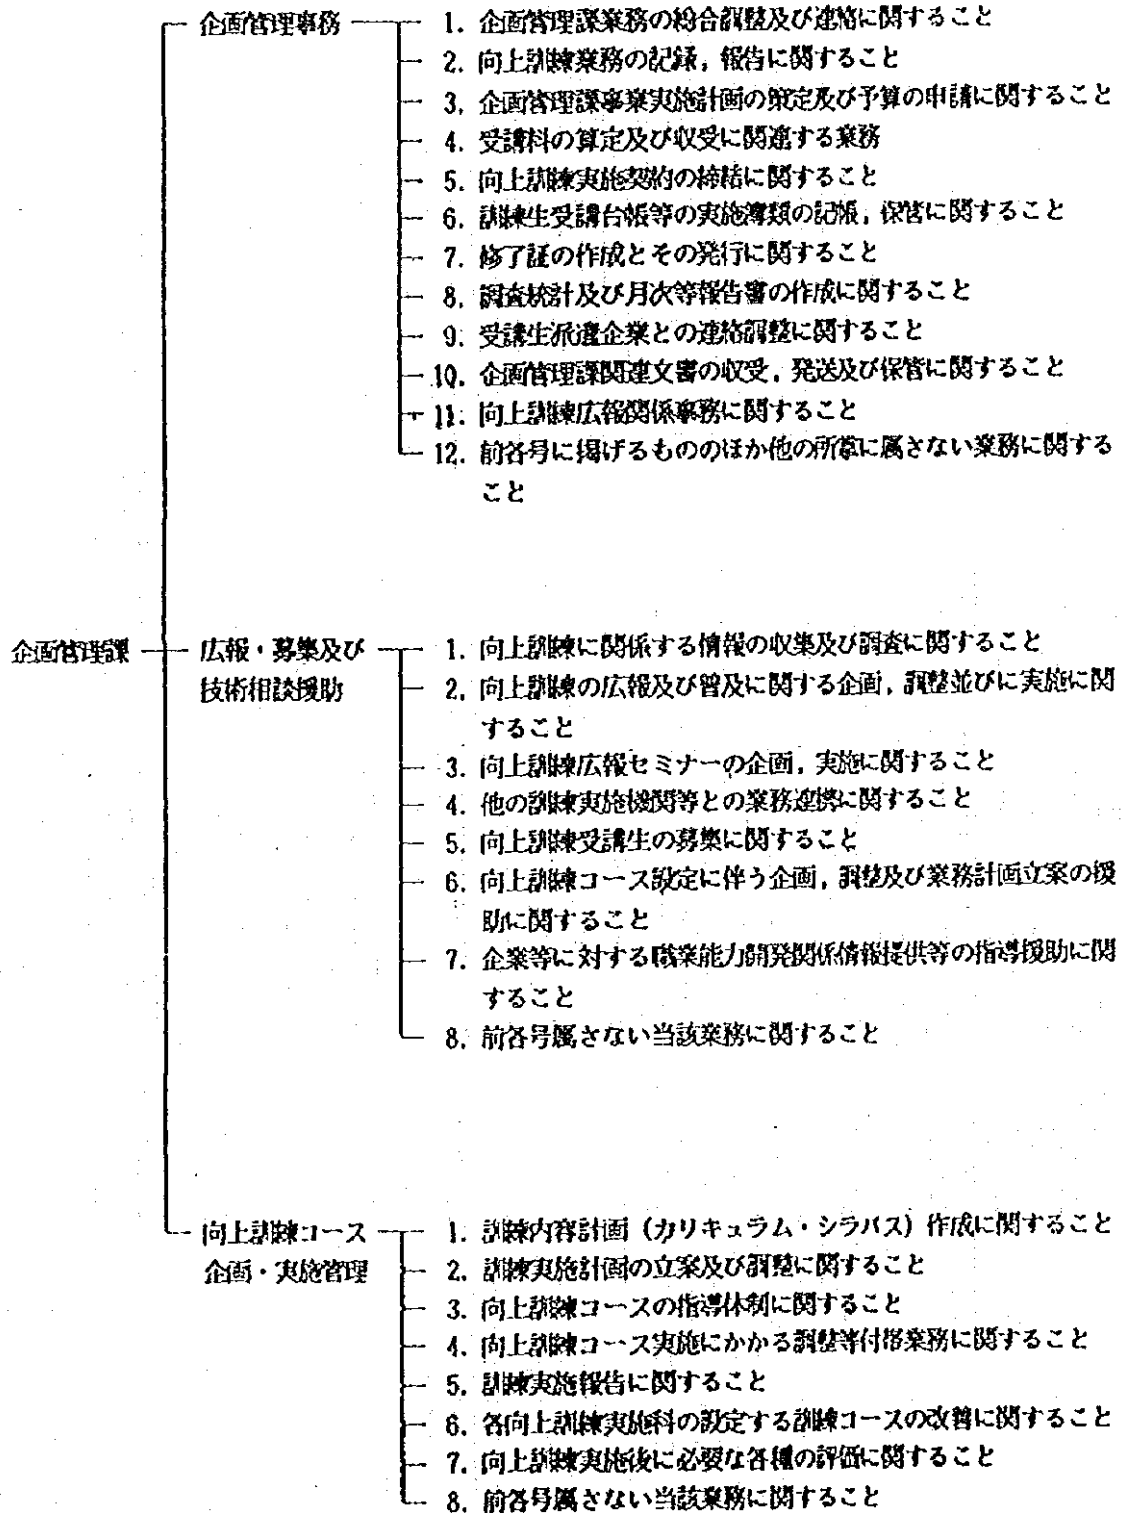 企画管理事務
1. 企画管理課業務の総合調整及び連絡に関すること
2. 向上訓練業務の記録，報告に関すること
3. 企画管理課事業実施計画の策定及び予算の申請に関すること
4. 受講料の算定及び収受に関連する業務
5. 向上訓練実施契約の締結に関すること
6. 訓練生受講台帳等の実施簿類の記帳，保管に関すること
7. 修了証の作成とその発行に関すること
8. 調査統計及び月次等報告書の作成に関すること
9. 受講生派遣企業との連絡調整に関すること
10. 企画管理課関連文書の収受，発送及び保管に関すること
11. 向上訓練広報関係事務に関すること
12. 前各号に掲げるもののほか他の所掌に属さない業務に関する
こと
企画管理課
広報・募集及び
技術相談援助
1. 向上訓練に関係する情報の収集及び調査に関すること
2. 向上訓練の広報及び普及に関する企画，調整並びに実施に関
すること
3. 向上訓練広報セミナーの企画，実施に関すること
4. 他の訓練実施機関等との業務連携に関すること
5. 向上訓練受講生の募集に関すること
6. 向上訓練コース設定に伴う企画，調整及び業務計画立案の援
助に関すること
7. 企業等に対する職業能力開発関係情報提供等の指導援助に関
すること
8. 前各号属さない当該業務に関すること
向上訓練コース
企画・実施管理
1. 訓練内容計画（カリキュラム・シラバス）作成に関すること
2. 訓練実施計画の立案及び調整に関すること
3. 向上訓練コースの指導体制に関すること
4. 向上訓練コース実施にかかる調整等付帯業務に関すること
5. 訓練実施報告に関すること
6. 各向上訓練実施科の設定する訓練コースの改善に関すること
7. 向上訓練実施後に必要な各種の評価に関すること
8. 前各号属さない当該業務に関すること